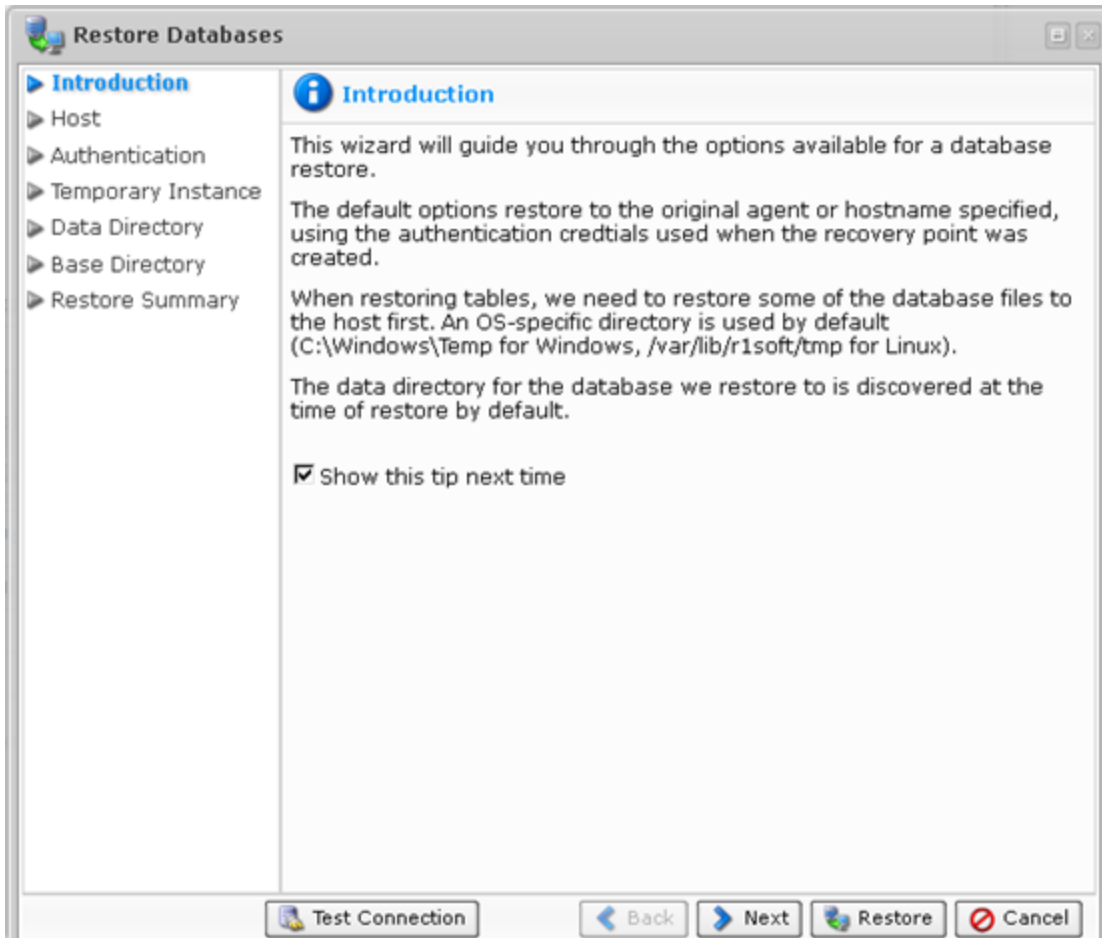 Restore Databases
Introduction
Host
Authentication
Temporary Instance
Data Directory
Base Directory
Restore Summary
Introduction
This wizard will guide you through the options available for a database
restore.
The default options restore to the original agent or hostname specified,
using the authentication credtials used when the recovery point was
created.
When restoring tables, we need to restore some of the database files to
the host first. An OS-specific directory is used by default
(C:\Windows\Temp for Windows, /var/lib/r1soft/tmp for Linux).
The data directory for the database we restore to is discovered at the
time of restore by default.
Show this tip next time
Test Connection
Back
Next
Restore
Cancel